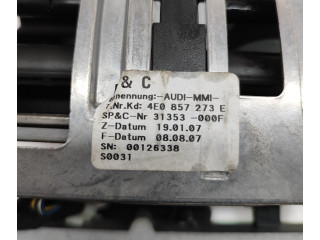 & C
nennung:-AUDI-MMI-
.Nr.Kd: 4E0 857 273 E
SP&C-Nr 31353 -000F
Z-Datum 19.01.07
F-Datum 08.08.07
SN: 00126338
S0031